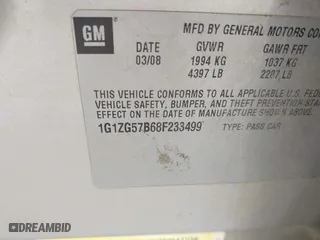 GM
MFD BY GENERAL MOTORS COR
DATE GVWR GAWR FRT
03/08 1994 KG 1037 KG
4397 LB 2287 LB
THIS VEHICLE CONFORMS TO ALL APPLICABLE U.S. FEDER
VEHICLE SAFETY, BUMPER, AND THEFT PREVENTION STA
EFFECT ON THE DATE OF MANUFACTURE SHOWN ABOVE.
1G1ZG57B68F233499 TYPE: PASS CAR
DREAMBID